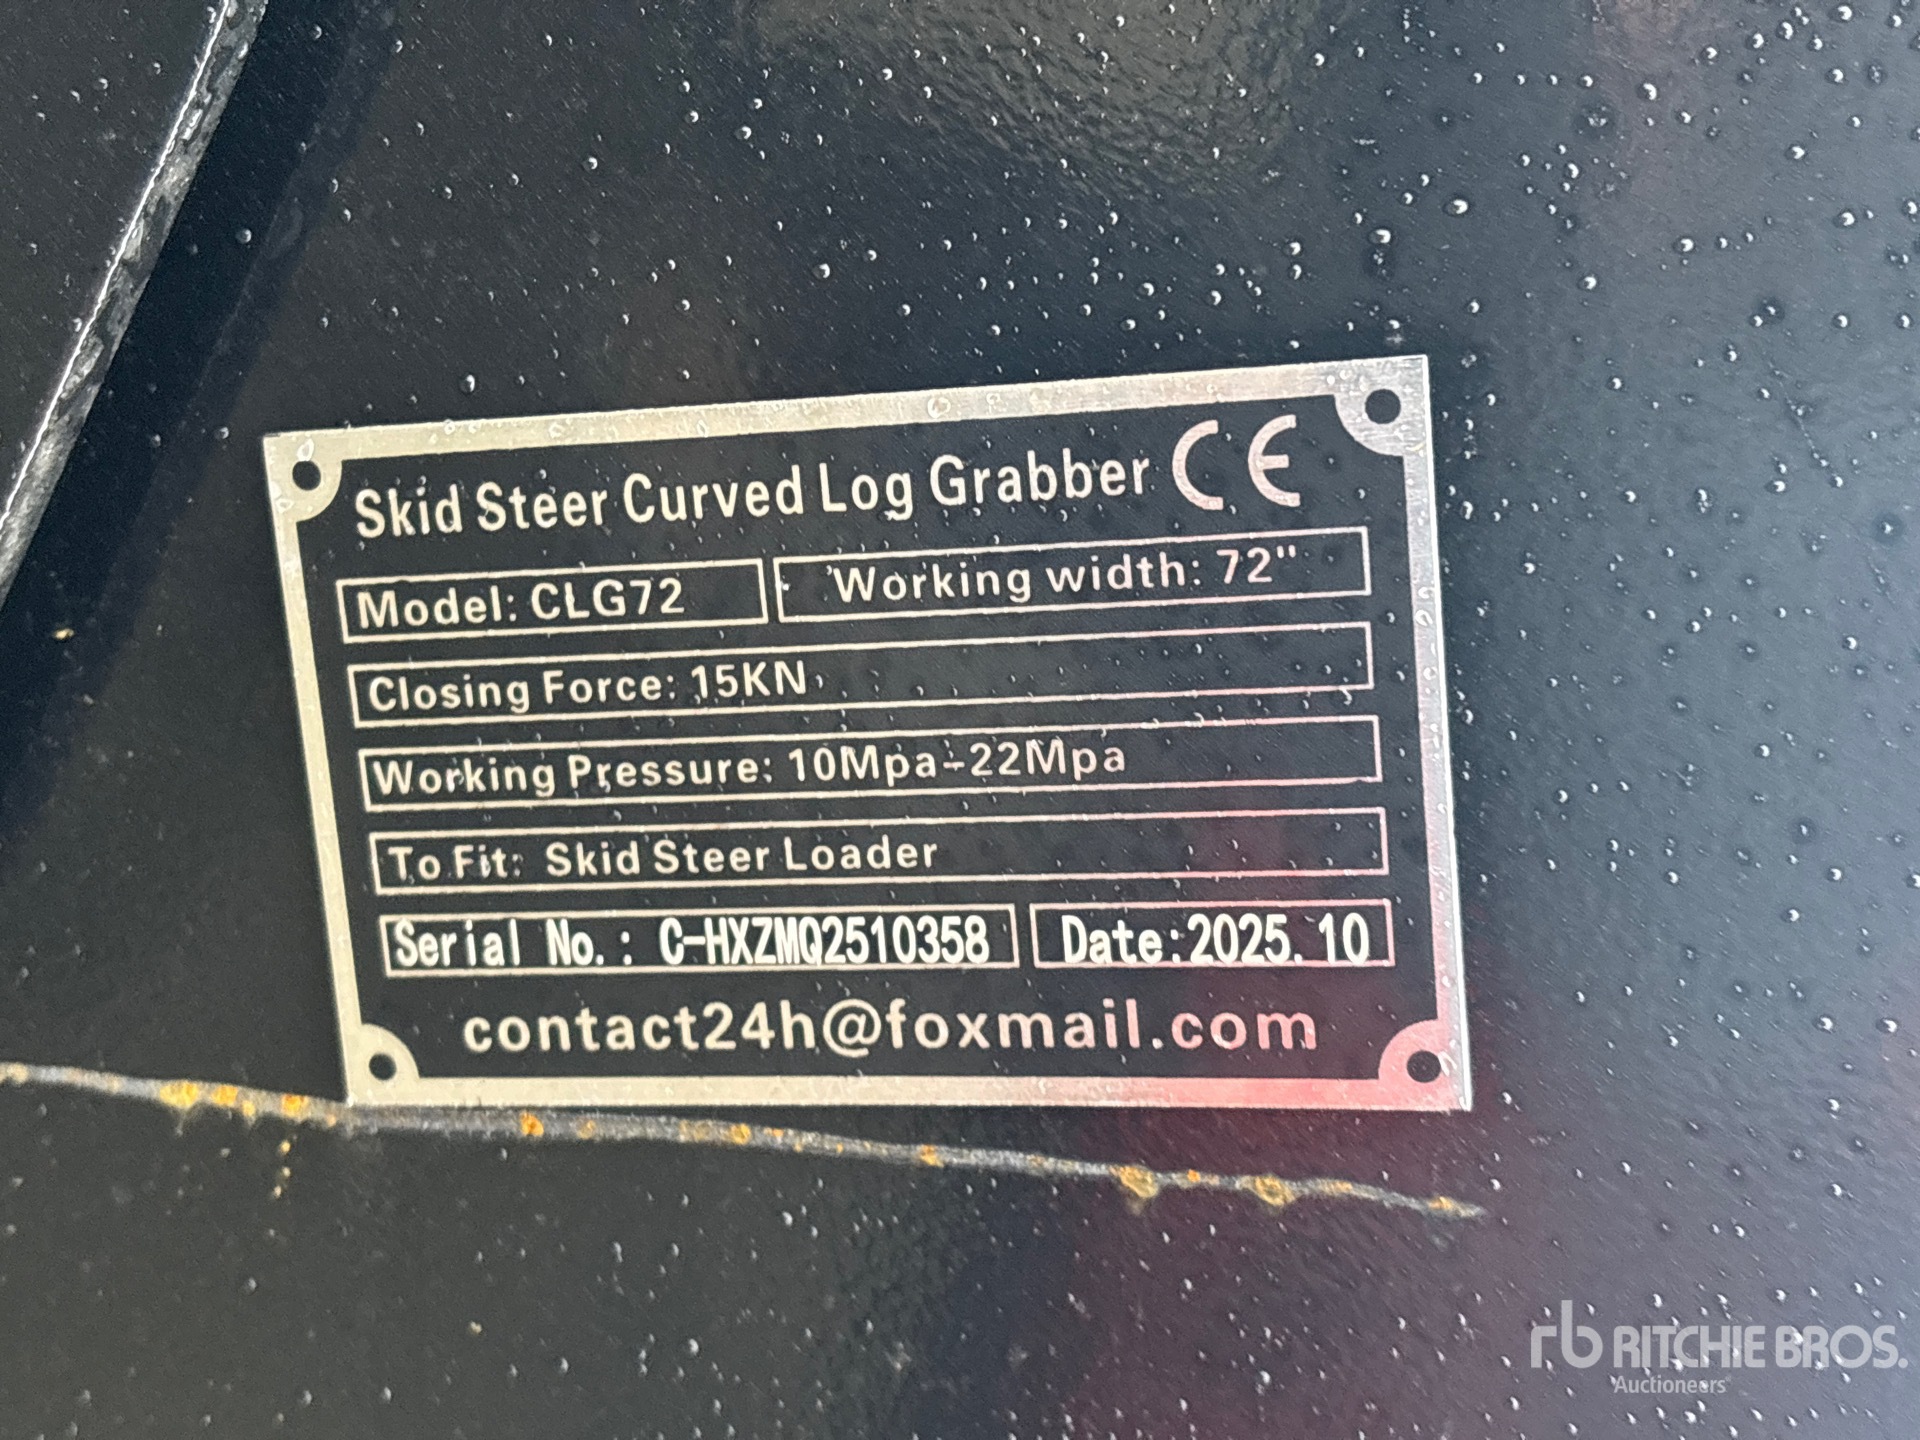 Skid Steer Curved Log Grabber CE
Model: CLG72
Working width: 72"
Closing Force: 15KN
Working Pressure: 10Mpa-22Mpa
To Fit: Skid Steer Loader
Serial No.: C-HXZMQ2510358
Date:2025.10
contact24h@foxmail.com
rb RITCHIE BROS.
Auctioneers